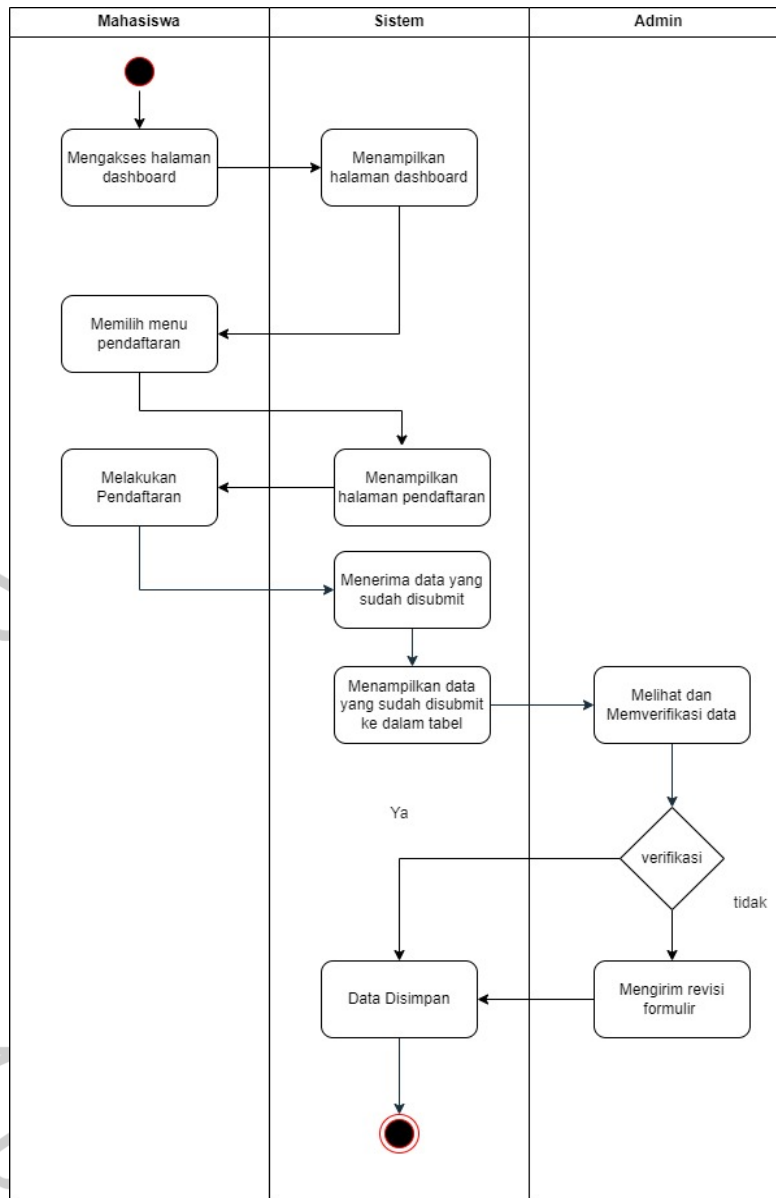 Mahasiswa
Sistem
Admin
Mengakses halaman
dashboard
Menampilkan
halaman dashboard
Memilih menu
pendaftaran
Melakukan
Pendaftaran
Menampilkan
halaman pendaftaran
Menerima data yang
sudah disubmit
Menampilkan data
yang sudah disubmit
ke dalam tabel
Melihat dan
Memverifikasi data
Ya
verifikasi
tidak
Data Disimpan
Mengirim revisi
formulir